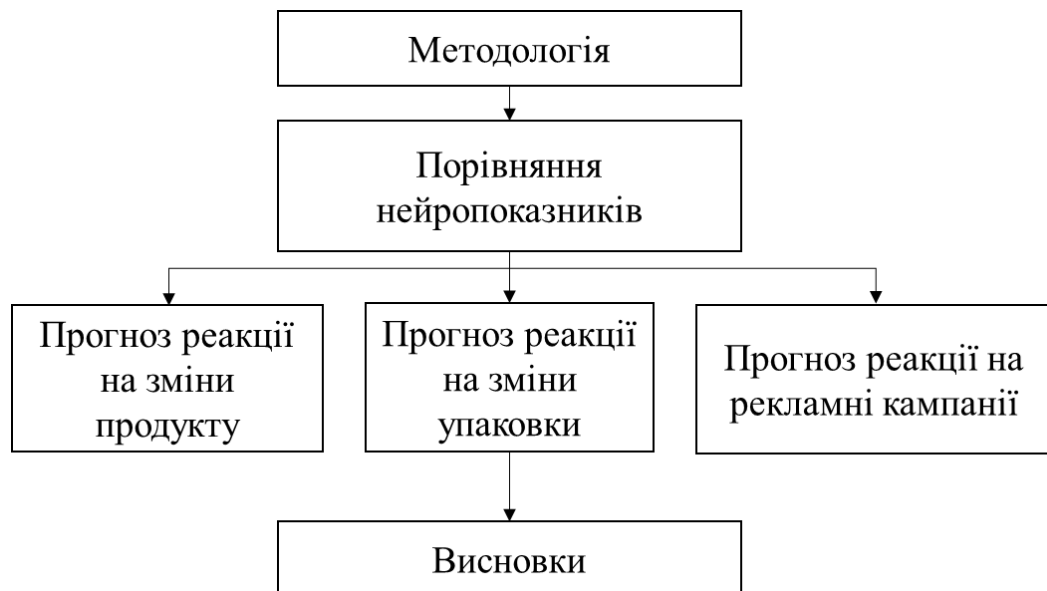 Методологія
Порівняння
нейропоказників
Прогноз реакції
на зміни
продукту
Прогноз реакції
на зміни
упаковки
Прогноз реакції на
рекламні кампанії
Висновки